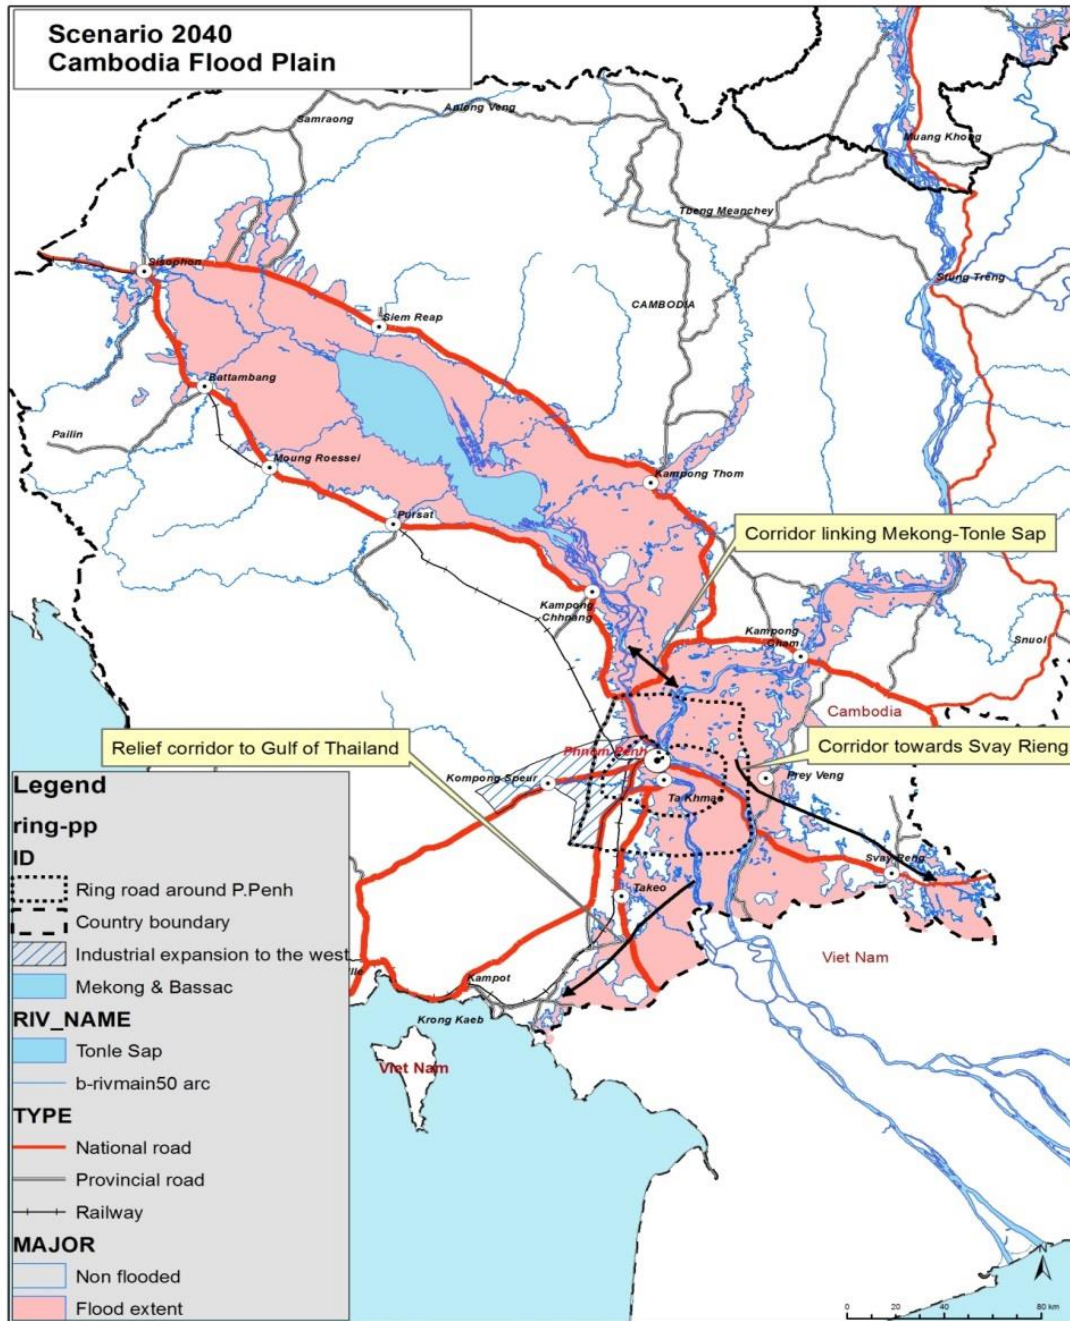 Scenario 2040
Cambodia Flood Plain
Muang Khong
Anlong Veng
Samraong
Tbeng Meanchey
Sisophon
Stung Treng
CAMBODIA
Siem Reap
Battambang
Pailin
Moung Roessei
Kampong Thom
Pursat
Corridor linking Mekong-Tonle Sap
Kampong
Chhnang
Kampong
Cham
Snuol
Cambodia
Relief corridor to Gulf of Thailand
Phnom Penh
Corridor towards Svay Rieng
Kompong Speur
Prey Veng
Ta Khmao
Svay Reng
Takeo
Viet Nam
Kampot
Krong Kaeb
Viet Nam
Legend
ring-pp
ID
Ring road around P.Penh
Country boundary
Industrial expansion to the west
Mekong & Bassac
RIV_NAME
Tonle Sap
b-rivmain50 arc
TYPE
National road
Provincial road
Railway
MAJOR
Non flooded
Flood extent
N
0 20 40 80 km